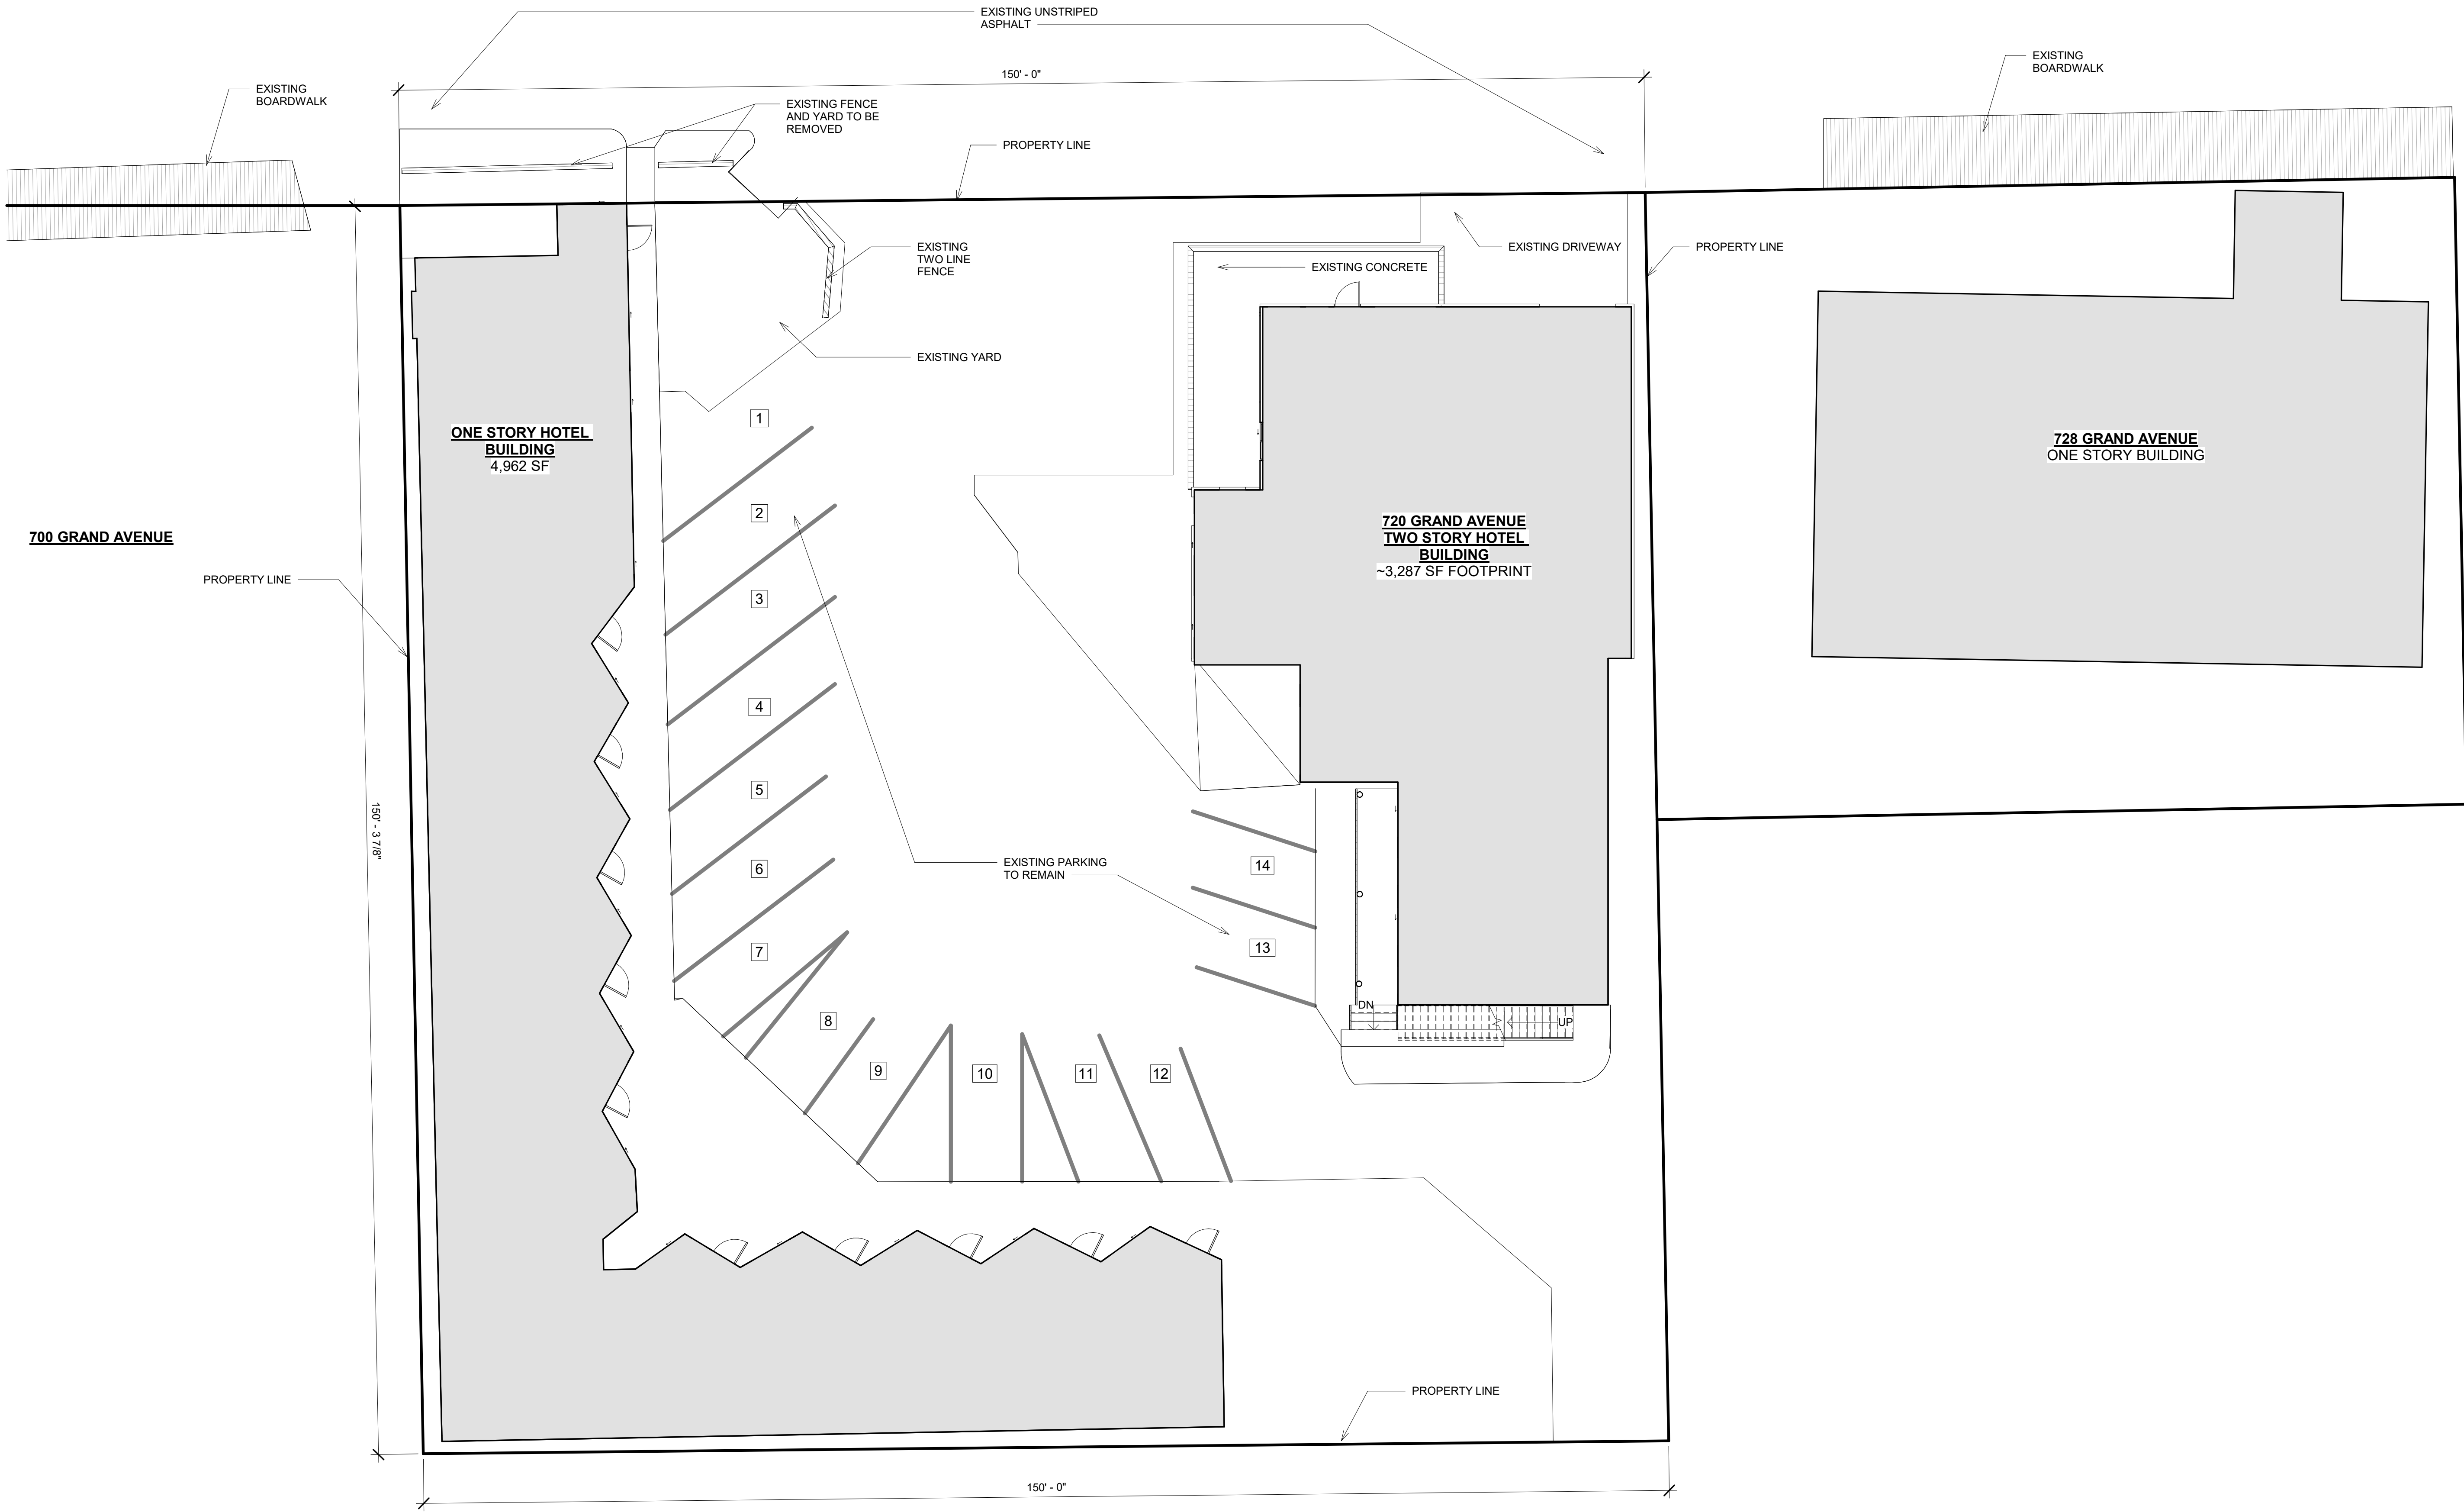 EXISTING UNSTRIPED
ASPHALT
150' - 0"
EXISTING
BOARDWALK
EXISTING
BOARDWALK
EXISTING FENCE
AND YARD TO BE
REMOVED
PROPERTY LINE
EXISTING
TWO LINE
FENCE
EXISTING DRIVEWAY
PROPERTY LINE
EXISTING CONCRETE
EXISTING YARD
1
ONE STORY HOTEL
BUILDING
4,962 SF
728 GRAND AVENUE
ONE STORY BUILDING
2
720 GRAND AVENUE
TWO STORY HOTEL
BUILDING
~3,287 SF FOOTPRINT
700 GRAND AVENUE
PROPERTY LINE
3
4
5
150' - 3 7/8"
6
EXISTING PARKING
TO REMAIN
14
7
13
DN
UP
8
9
10
11
12
PROPERTY LINE
150' - 0"